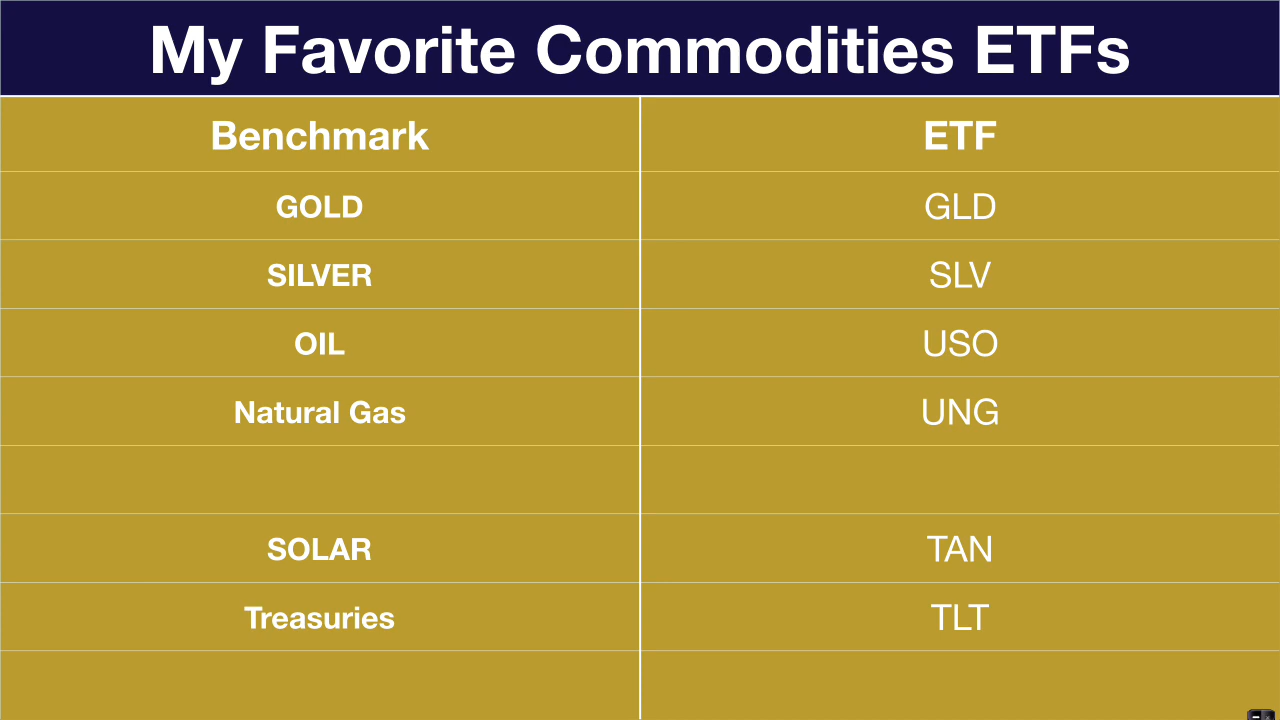 My Favorite Commodities ETFs
Benchmark ETF
GOLD GLD
SILVER SLV
OIL USO
Natural Gas UNG
SOLAR TAN
Treasuries TLT